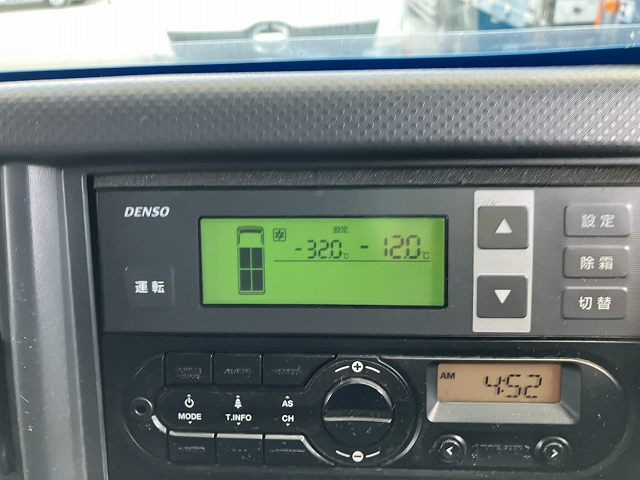 DENSO
運転
設定
-32.0℃ -12.0℃
設定
除霜
切替
MODE T.INFO AS CH
AM 4:52